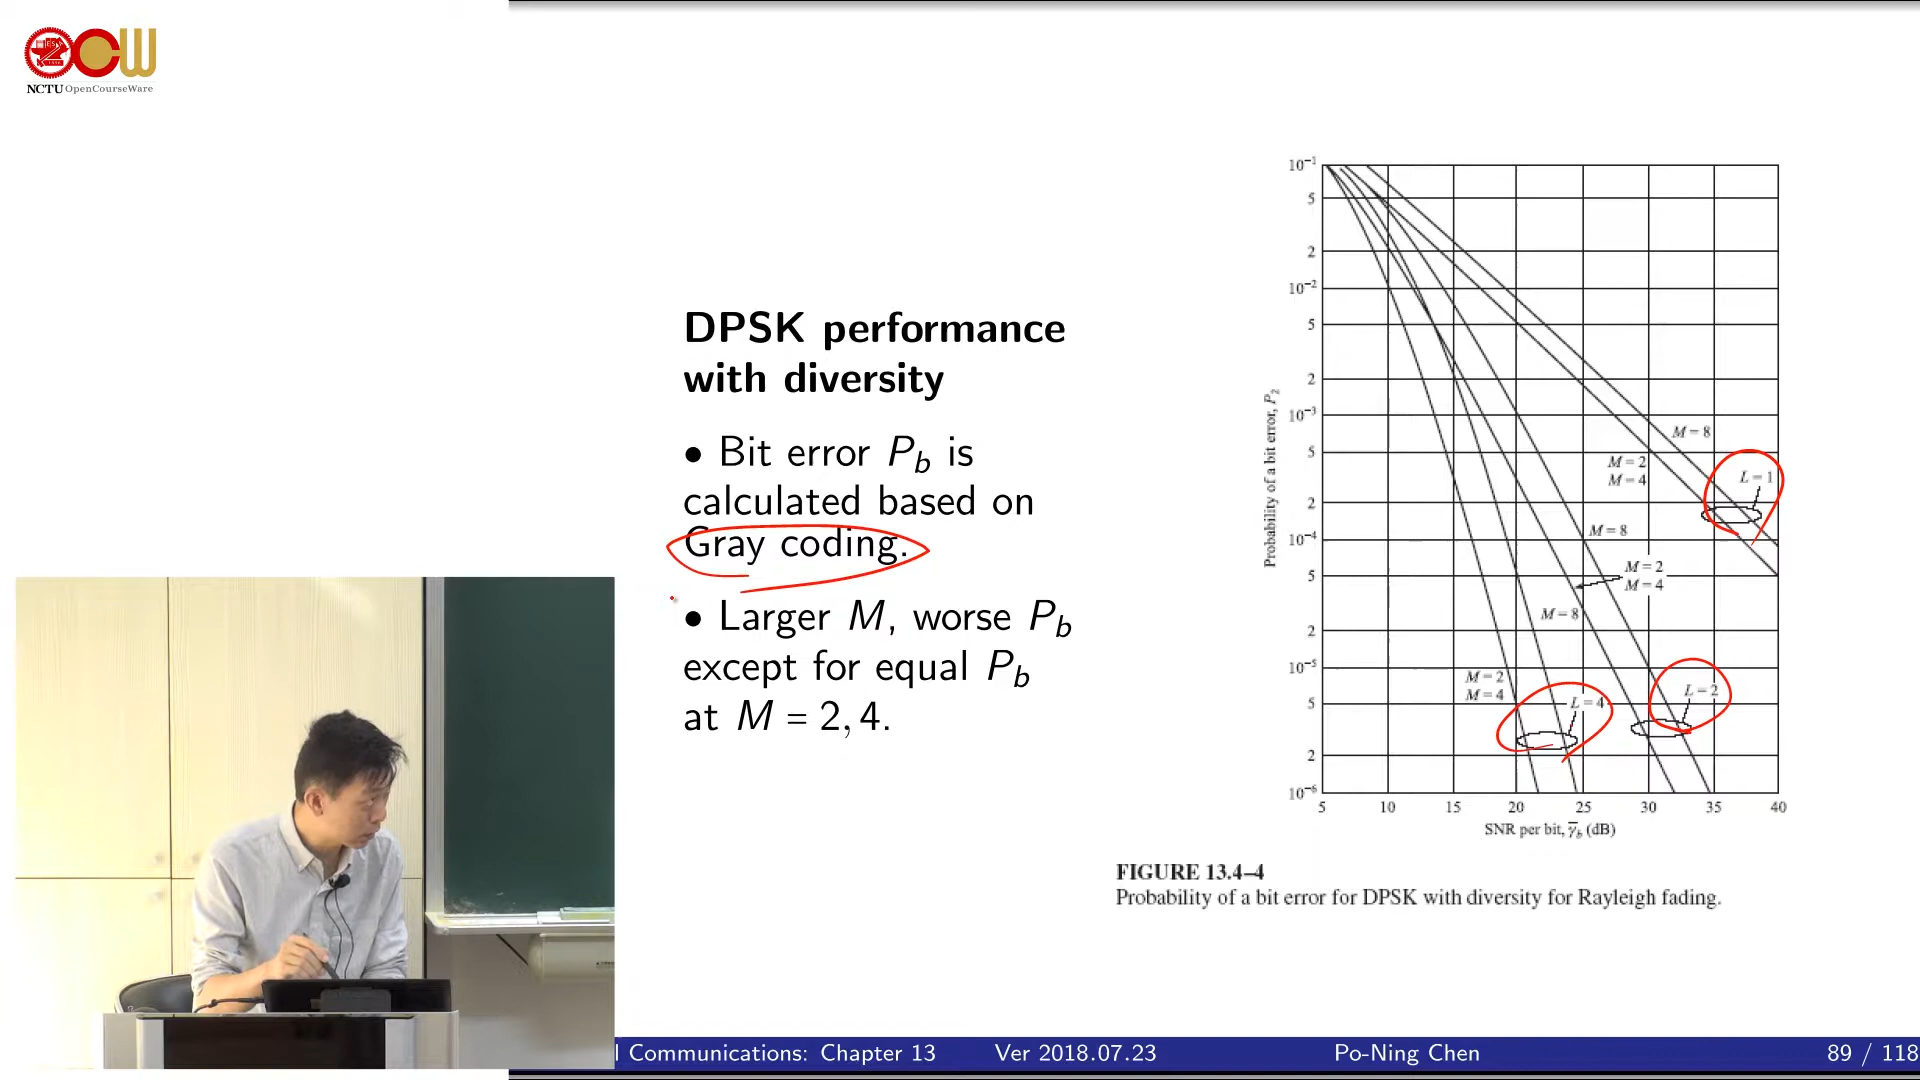 NCTU OpenCourseWare
DPSK performance
with diversity
• Bit error Pb is
calculated based on
Gray coding.
• Larger M, worse Pb
except for equal Pb
at M = 2, 4.
Probability of a bit error, P2
10⁻¹
5
2
10⁻²
5
2
10⁻³
5
2
10⁻⁴
5
2
10⁻⁵
5
2
10⁻⁶
M = 8
M = 2
M = 4
L = 1
M = 8
M = 2
M = 4
M = 8
M = 2
M = 4
L = 4
L = 2
5 10 15 20 25 30 35 40
SNR per bit, γ̄b (dB)
FIGURE 13.4–4
Probability of a bit error for DPSK with diversity for Rayleigh fading.
l Communications: Chapter 13 Ver 2018.07.23 Po-Ning Chen 89 / 118